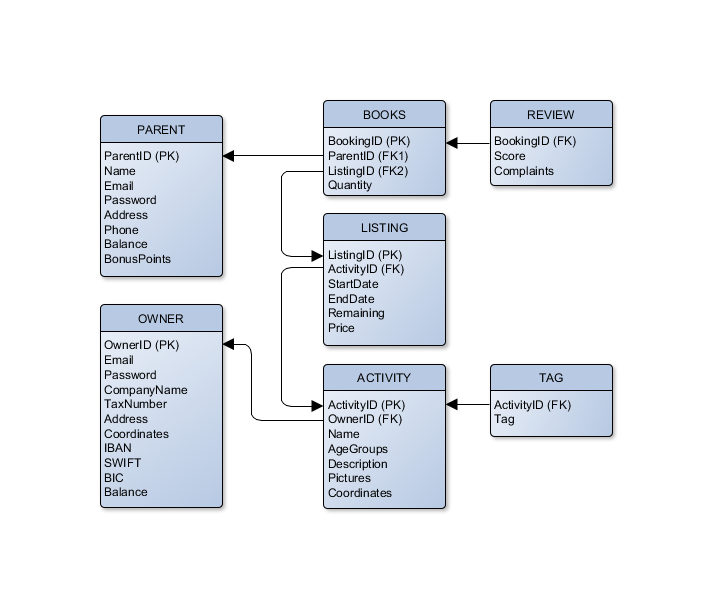 PARENT
ParentID (PK)
Name
Email
Password
Address
Phone
Balance
BonusPoints
BOOKS
BookingID (PK)
ParentID (FK1)
ListingID (FK2)
Quantity
REVIEW
BookingID (FK)
Score
Complaints
LISTING
ListingID (PK)
ActivityID (FK)
StartDate
EndDate
Remaining
Price
OWNER
OwnerID (PK)
Email
Password
CompanyName
TaxNumber
Address
Coordinates
IBAN
SWIFT
BIC
Balance
ACTIVITY
ActivityID (PK)
OwnerID (FK)
Name
AgeGroups
Description
Pictures
Coordinates
TAG
ActivityID (FK)
Tag